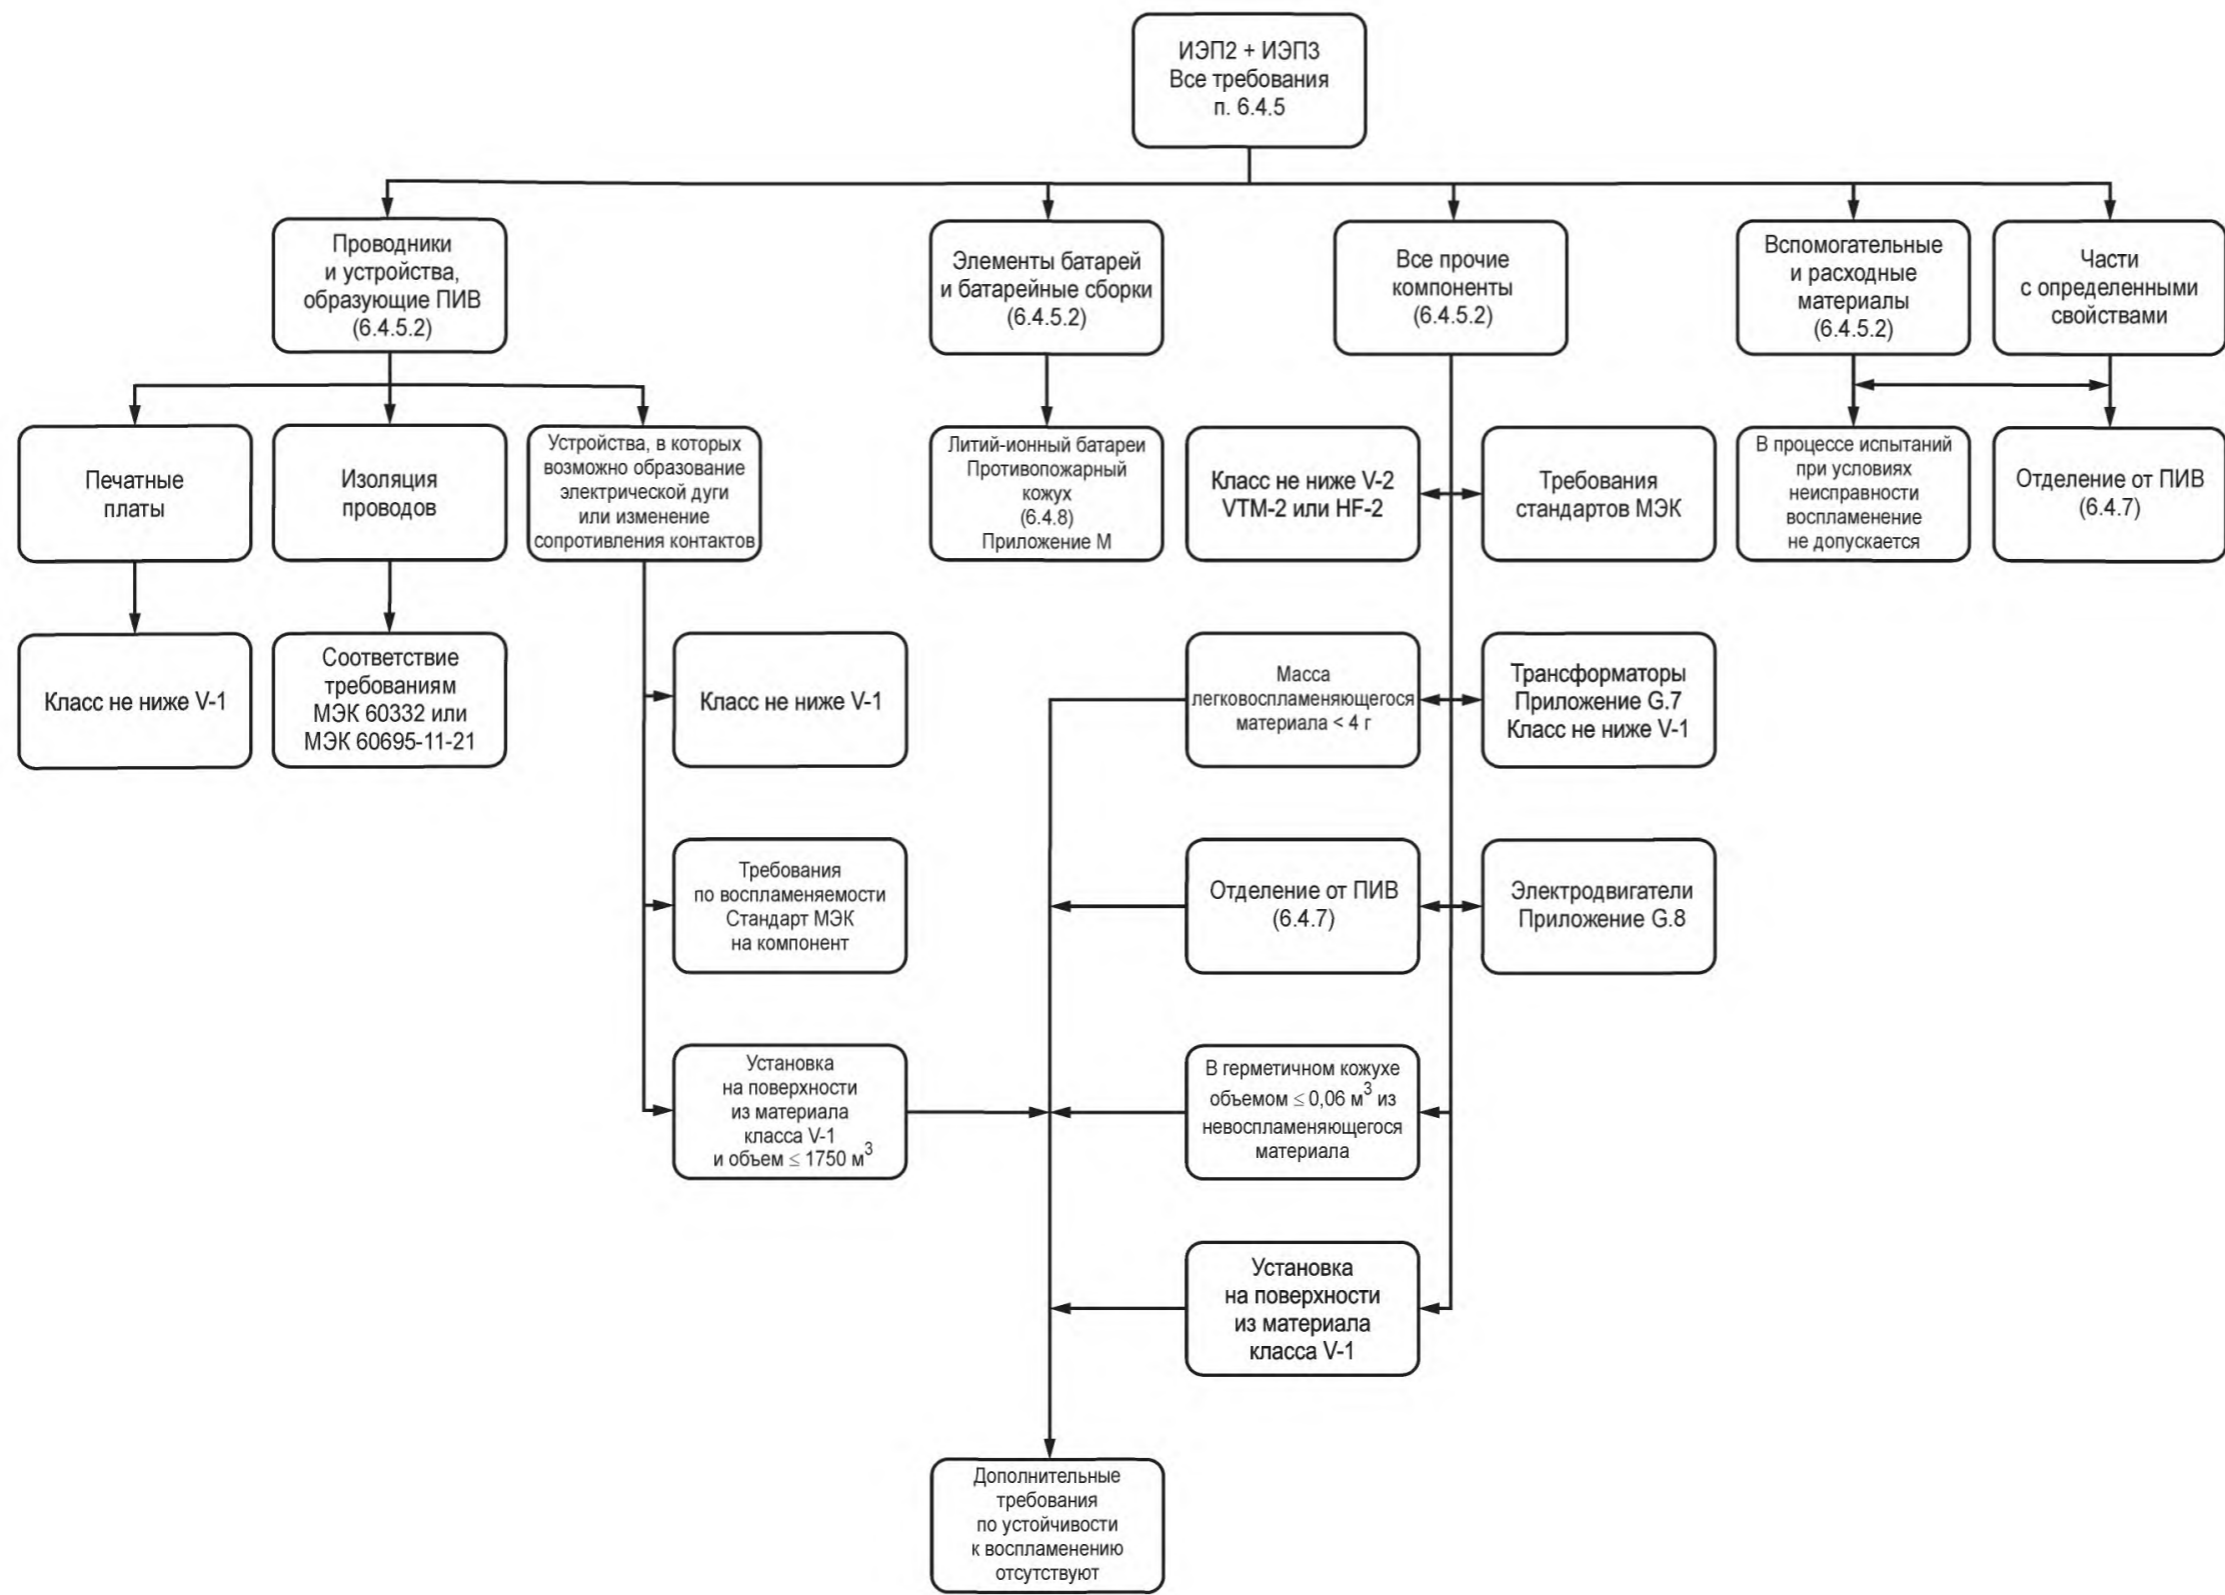 ИЭП2 + ИЭП3
Все требования
п. 6.4.5
Проводники
и устройства,
образующие ПИВ
(6.4.5.2)
Элементы батарей
и батарейные сборки
(6.4.5.2)
Все прочие
компоненты
(6.4.5.2)
Вспомогательные
и расходные
материалы
(6.4.5.2)
Части
с определенными
свойствами
Печатные
платы
Изоляция
проводов
Устройства, в которых
возможно образование
электрической дуги
или изменение
сопротивления контактов
Литий-ионный батареи
Противопожарный
кожух
(6.4.8)
Приложение М
Класс не ниже V-2
VTM-2 или HF-2
Требования
стандартов МЭК
В процессе испытаний
при условиях
неисправности
воспламенение
не допускается
Отделение от ПИВ
(6.4.7)
Класс не ниже V-1
Соответствие
требованиям
МЭК 60332 или
МЭК 60695-11-21
Класс не ниже V-1
Масса
легковоспламеняющегося
материала < 4 г
Трансформаторы
Приложение G.7
Класс не ниже V-1
Требования
по воспламеняемости
Стандарт МЭК
на компонент
Отделение от ПИВ
(6.4.7)
Электродвигатели
Приложение G.8
Установка
на поверхности
из материала
класса V-1
и объем ≤ 1750 м³
В герметичном кожухе
объемом ≤ 0,06 м³ из
невоспламеняющегося
материала
Установка
на поверхности
из материала
класса V-1
Дополнительные
требования
по устойчивости
к воспламенению
отсутствуют